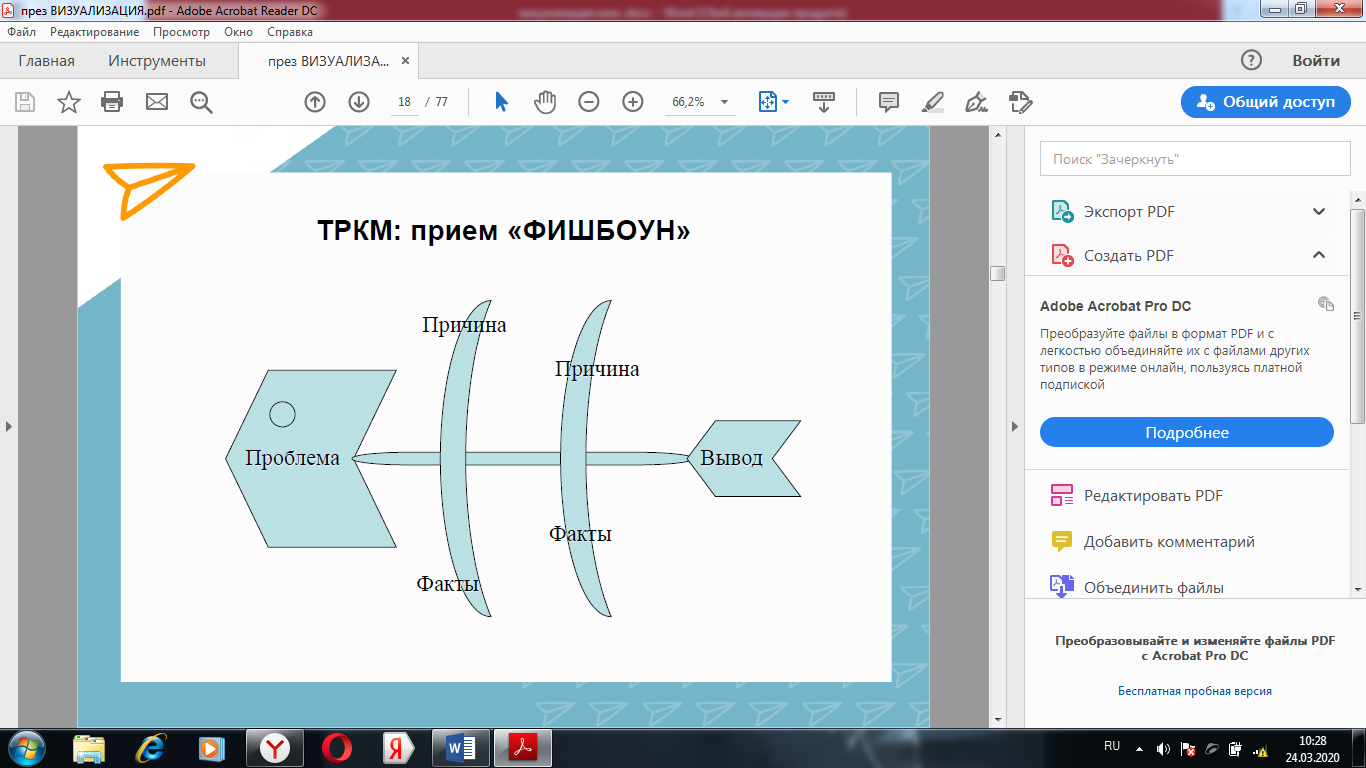 през ВИЗУАЛИЗАЦИЯ.pdf - Adobe Acrobat Reader DC
Файл Редактирование Просмотр Окно Справка
Главная Инструменты през ВИЗУАЛИЗА... × Войти
18 / 77 66,2% Общий доступ
ТРКМ: прием «ФИШБОУН»
Причина
Причина
Проблема
Вывод
Факты
Факты
Поиск "Зачеркнуть"
Экспорт PDF
Создать PDF
Adobe Acrobat Pro DC
Преобразуйте файлы в формат PDF и с
легкостью объединяйте их с файлами других
типов в режиме онлайн, пользуясь платной
подпиской
Подробнее
Редактировать PDF
Добавить комментарий
Объединить файлы
Преобразовывайте и изменяйте файлы PDF
с Acrobat Pro DC
Бесплатная пробная версия
RU 10:28
24.03.2020